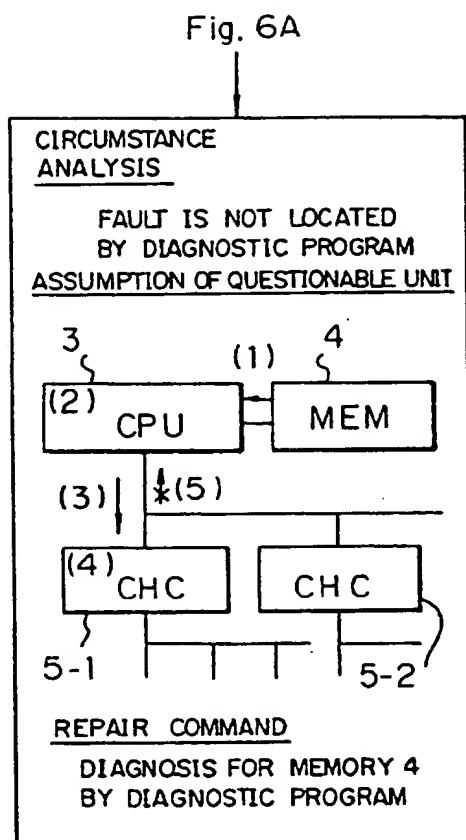 Fig. 6A
CIRCUMSTANCE
ANALYSIS
FAULT IS NOT LOCATED
BY DIAGNOSTIC PROGRAM
ASSUMPTION OF QUESTIONABLE UNIT
3 (1) 4
(2) CPU MEM
(3) (5)
(4) CHC CHC
5-1 5-2
REPAIR COMMAND
DIAGNOSIS FOR MEMORY 4
BY DIAGNOSTIC PROGRAM